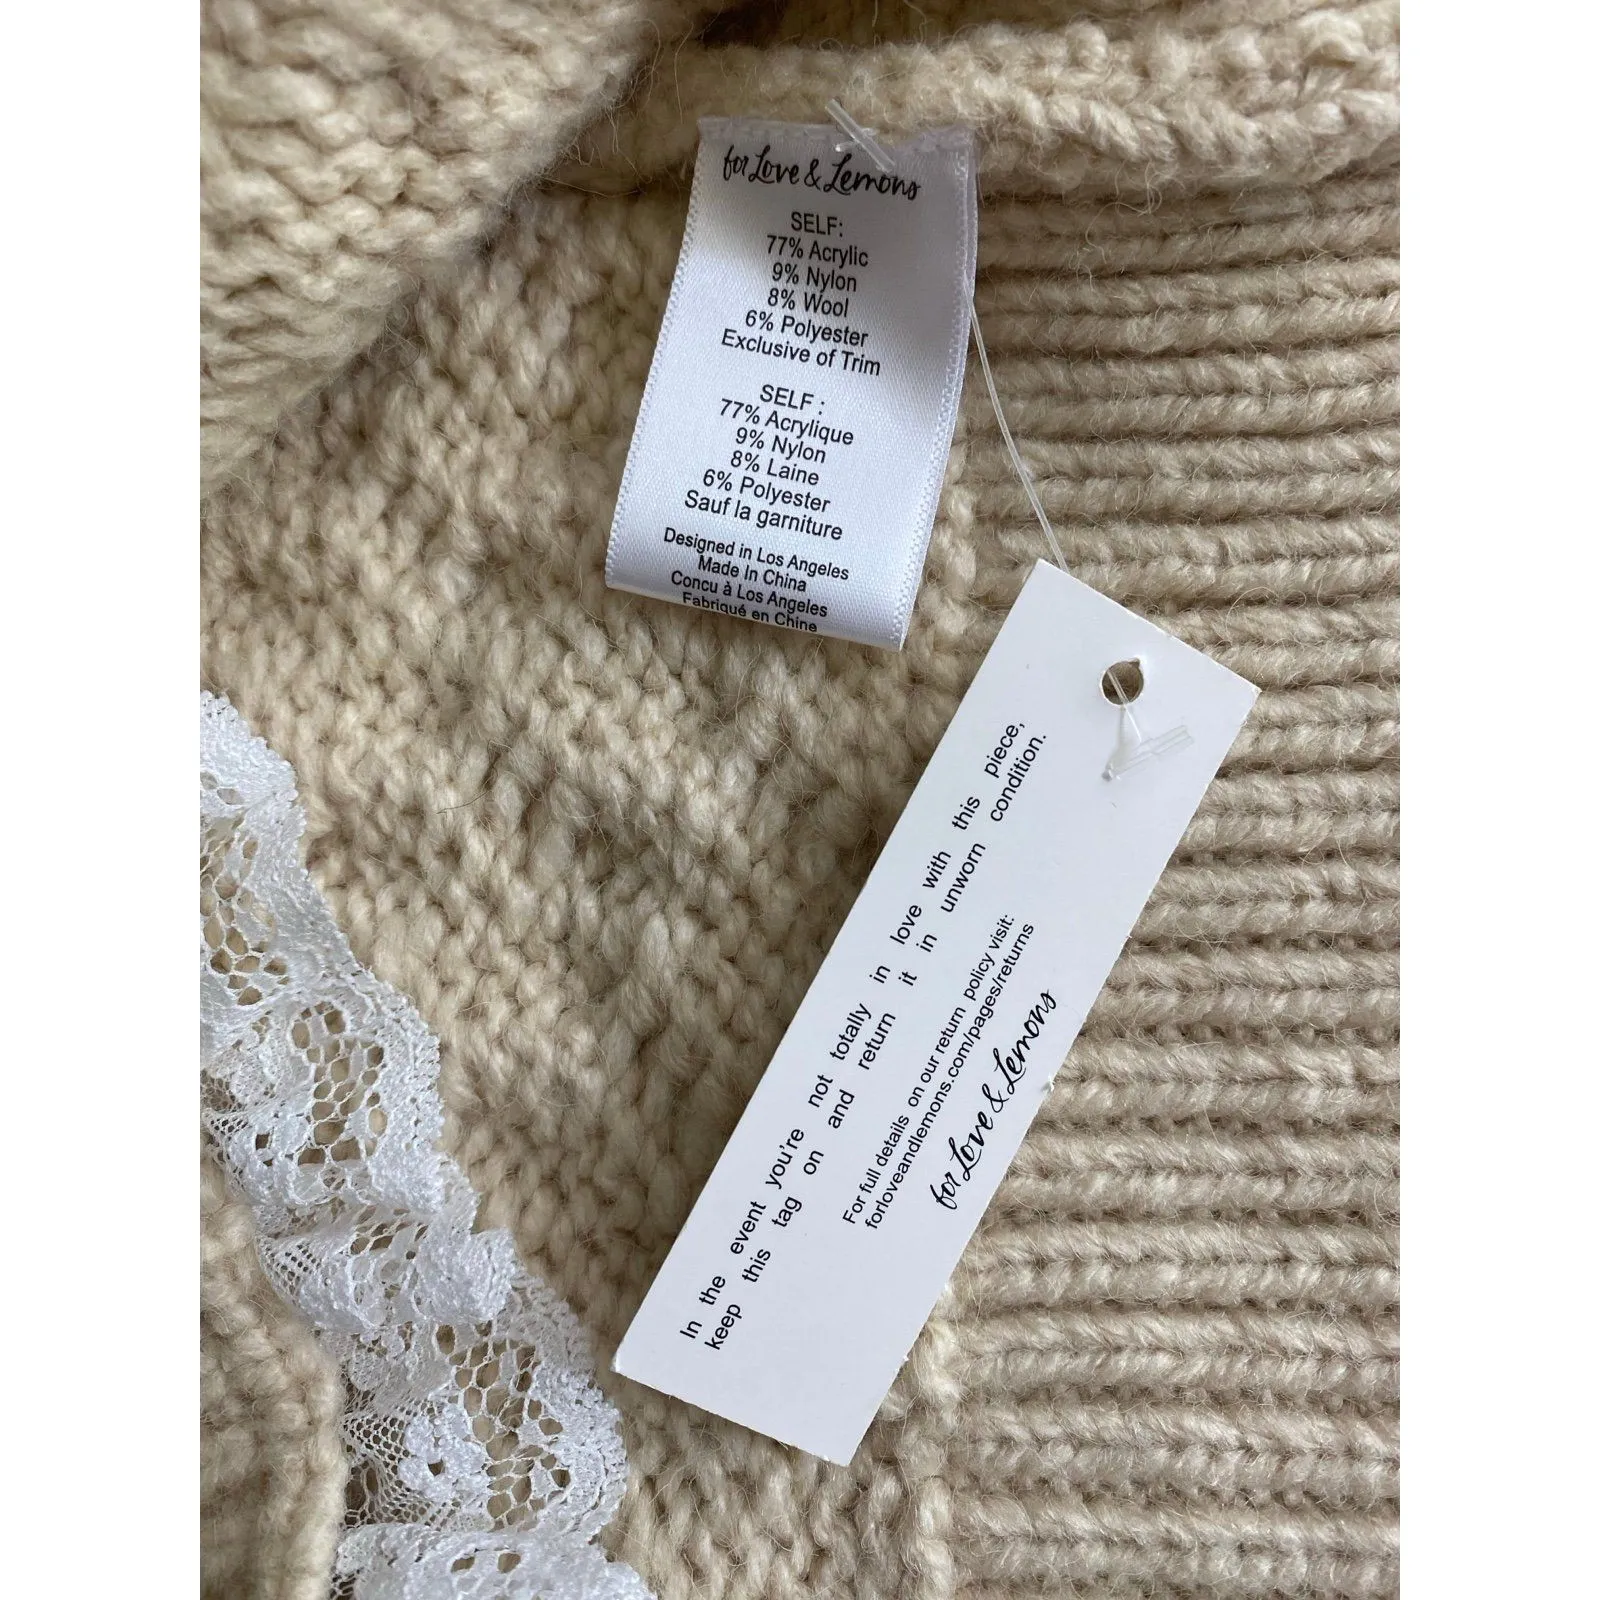 for Love & Lemons
SELF:
77% Acrylic
9% Nylon
8% Wool
6% Polyester
Exclusive of Trim
SELF :
77% Acrylique
9% Nylon
8% Laine
6% Polyester
Sauf la garniture
Designed in Los Angeles
Made In China
Concu à Los Angeles
Fabriqué en Chine
In the event you're not totally in love with this piece,
keep this tag on and return it in unworn condition.
For full details on our return policy visit:
forloveandlemons.com/pages/returns
for Love & Lemons